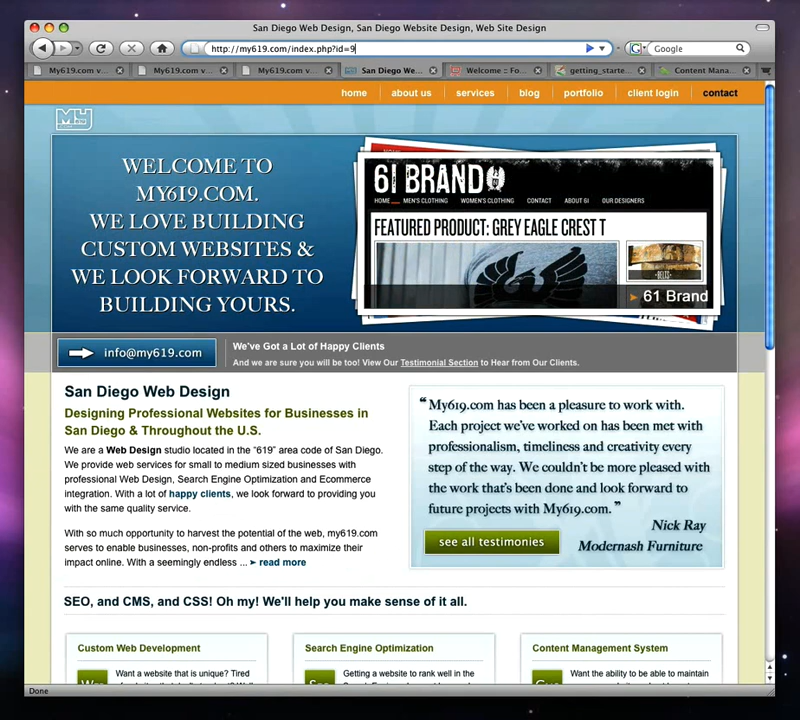 San Diego Web Design, San Diego Website Design, Web Site Design
http://my619.com/index.php?id=9
Google
My619.com v...
My619.com v...
My619.com v...
San Diego We...
Welcome :: Fo...
getting_starte...
Content Mana...
home
about us
services
blog
portfolio
client login
contact
MY
WELCOME TO
MY619.COM.
WE LOVE BUILDING
CUSTOM WEBSITES &
WE LOOK FORWARD TO
BUILDING YOURS.
61 BRAND
HOME
MEN'S CLOTHING
WOMEN'S CLOTHING
CONTACT
ABOUT 61
OUR DESIGNERS
FEATURED PRODUCT: GREY EAGLE CREST T
BELTS
61 Brand
info@my619.com
We've Got a Lot of Happy Clients
And we are sure you will be too! View Our Testimonial Section to Hear from Our Clients.
San Diego Web Design
Designing Professional Websites for Businesses in
San Diego & Throughout the U.S.
We are a Web Design studio located in the "619" area code of San Diego.
We provide web services for small to medium sized businesses with
professional Web Design, Search Engine Optimization and Ecommerce
integration. With a lot of happy clients, we look forward to providing you
with the same quality service.
With so much opportunity to harvest the potential of the web, my619.com
serves to enable businesses, non-profits and others to maximize their
impact online. With a seemingly endless ... ➤ read more
“My619.com has been a pleasure to work with.
Each project we've worked on has been met with
professionalism, timeliness and creativity every
step of the way. We couldn't be more pleased with
the work that's been done and look forward to
future projects with My619.com.”
Nick Ray
Modernash Furniture
see all testimonies
SEO, and CMS, and CSS! Oh my! We'll help you make sense of it all.
Custom Web Development
Want a website that is unique? Tired
Search Engine Optimization
Getting a website to rank well in the
Content Management System
Want the ability to be able to maintain
Done